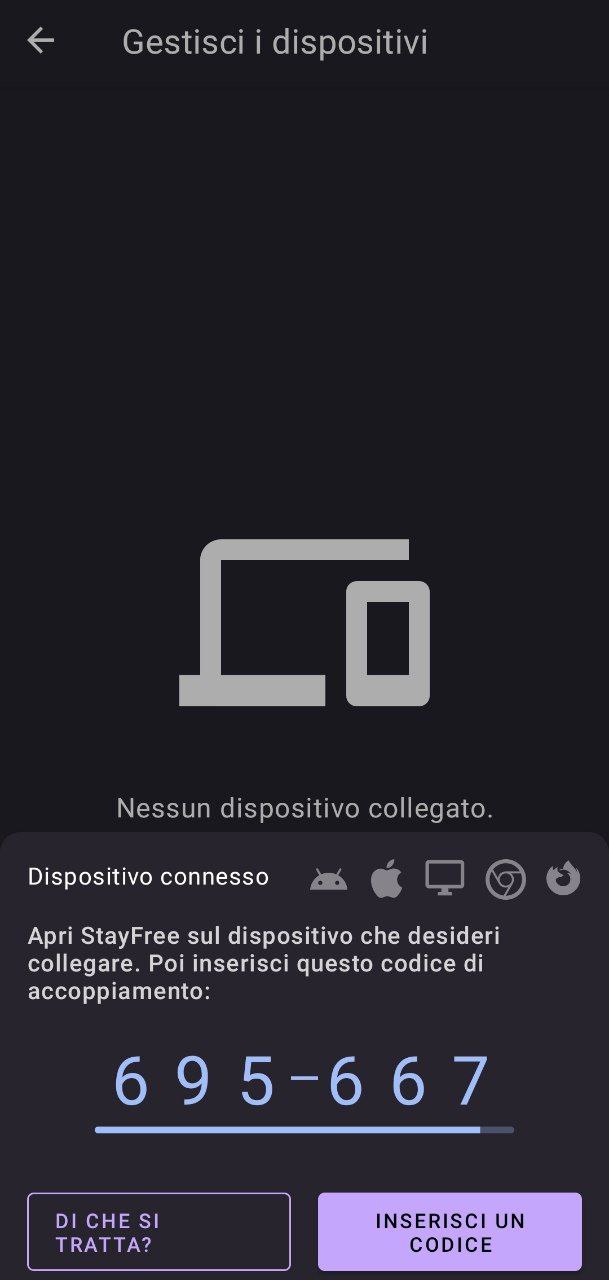 Gestisci i dispositivi
Nessun dispositivo collegato.
Dispositivo connesso
Apri StayFree sul dispositivo che desideri
collegare. Poi inserisci questo codice di
accoppiamento:
695–667
DI CHE SI
TRATTA?
INSERISCI UN
CODICE